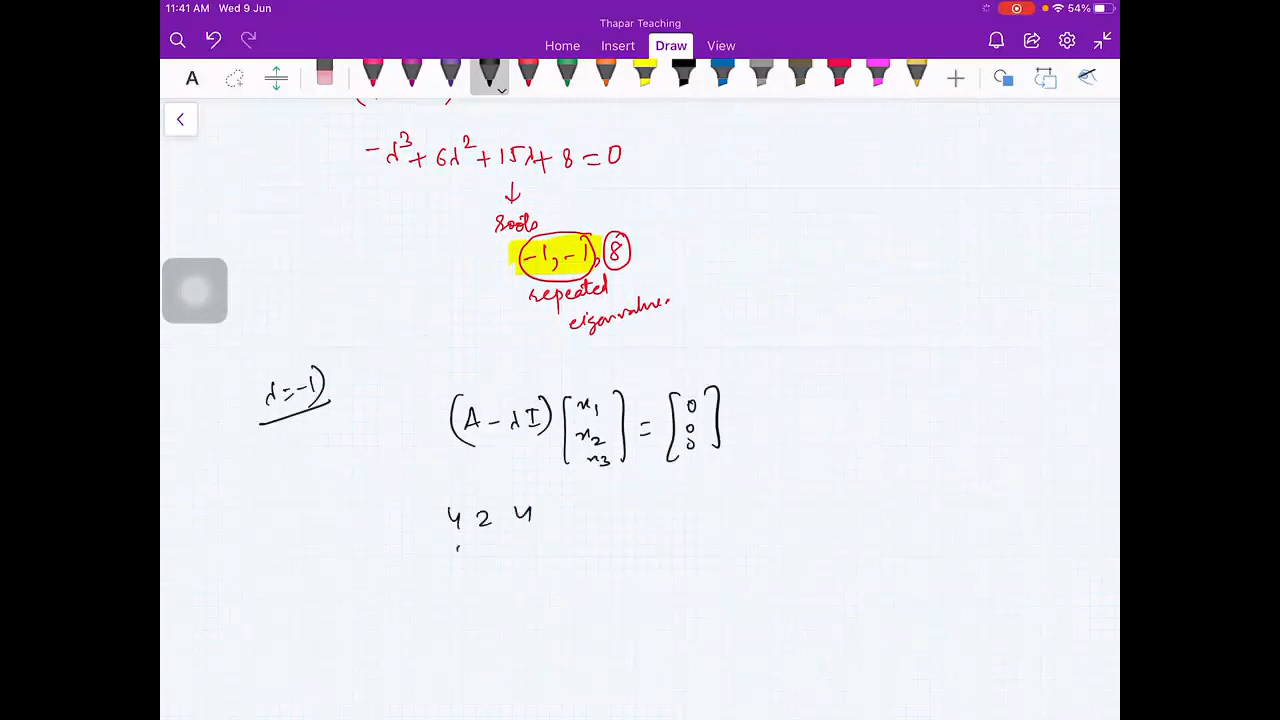 11:41 AM Wed 9 Jun
54%
Thapar Teaching
Home Insert Draw View
A
-λ³ + 6λ² + 15λ + 8 = 0
↓
roots
-1, -1, 8
repeated
eigenvalue.
λ = -1)
(A - λI) [x₁ x₂ x₃] = [0 0 0]
4 2 4